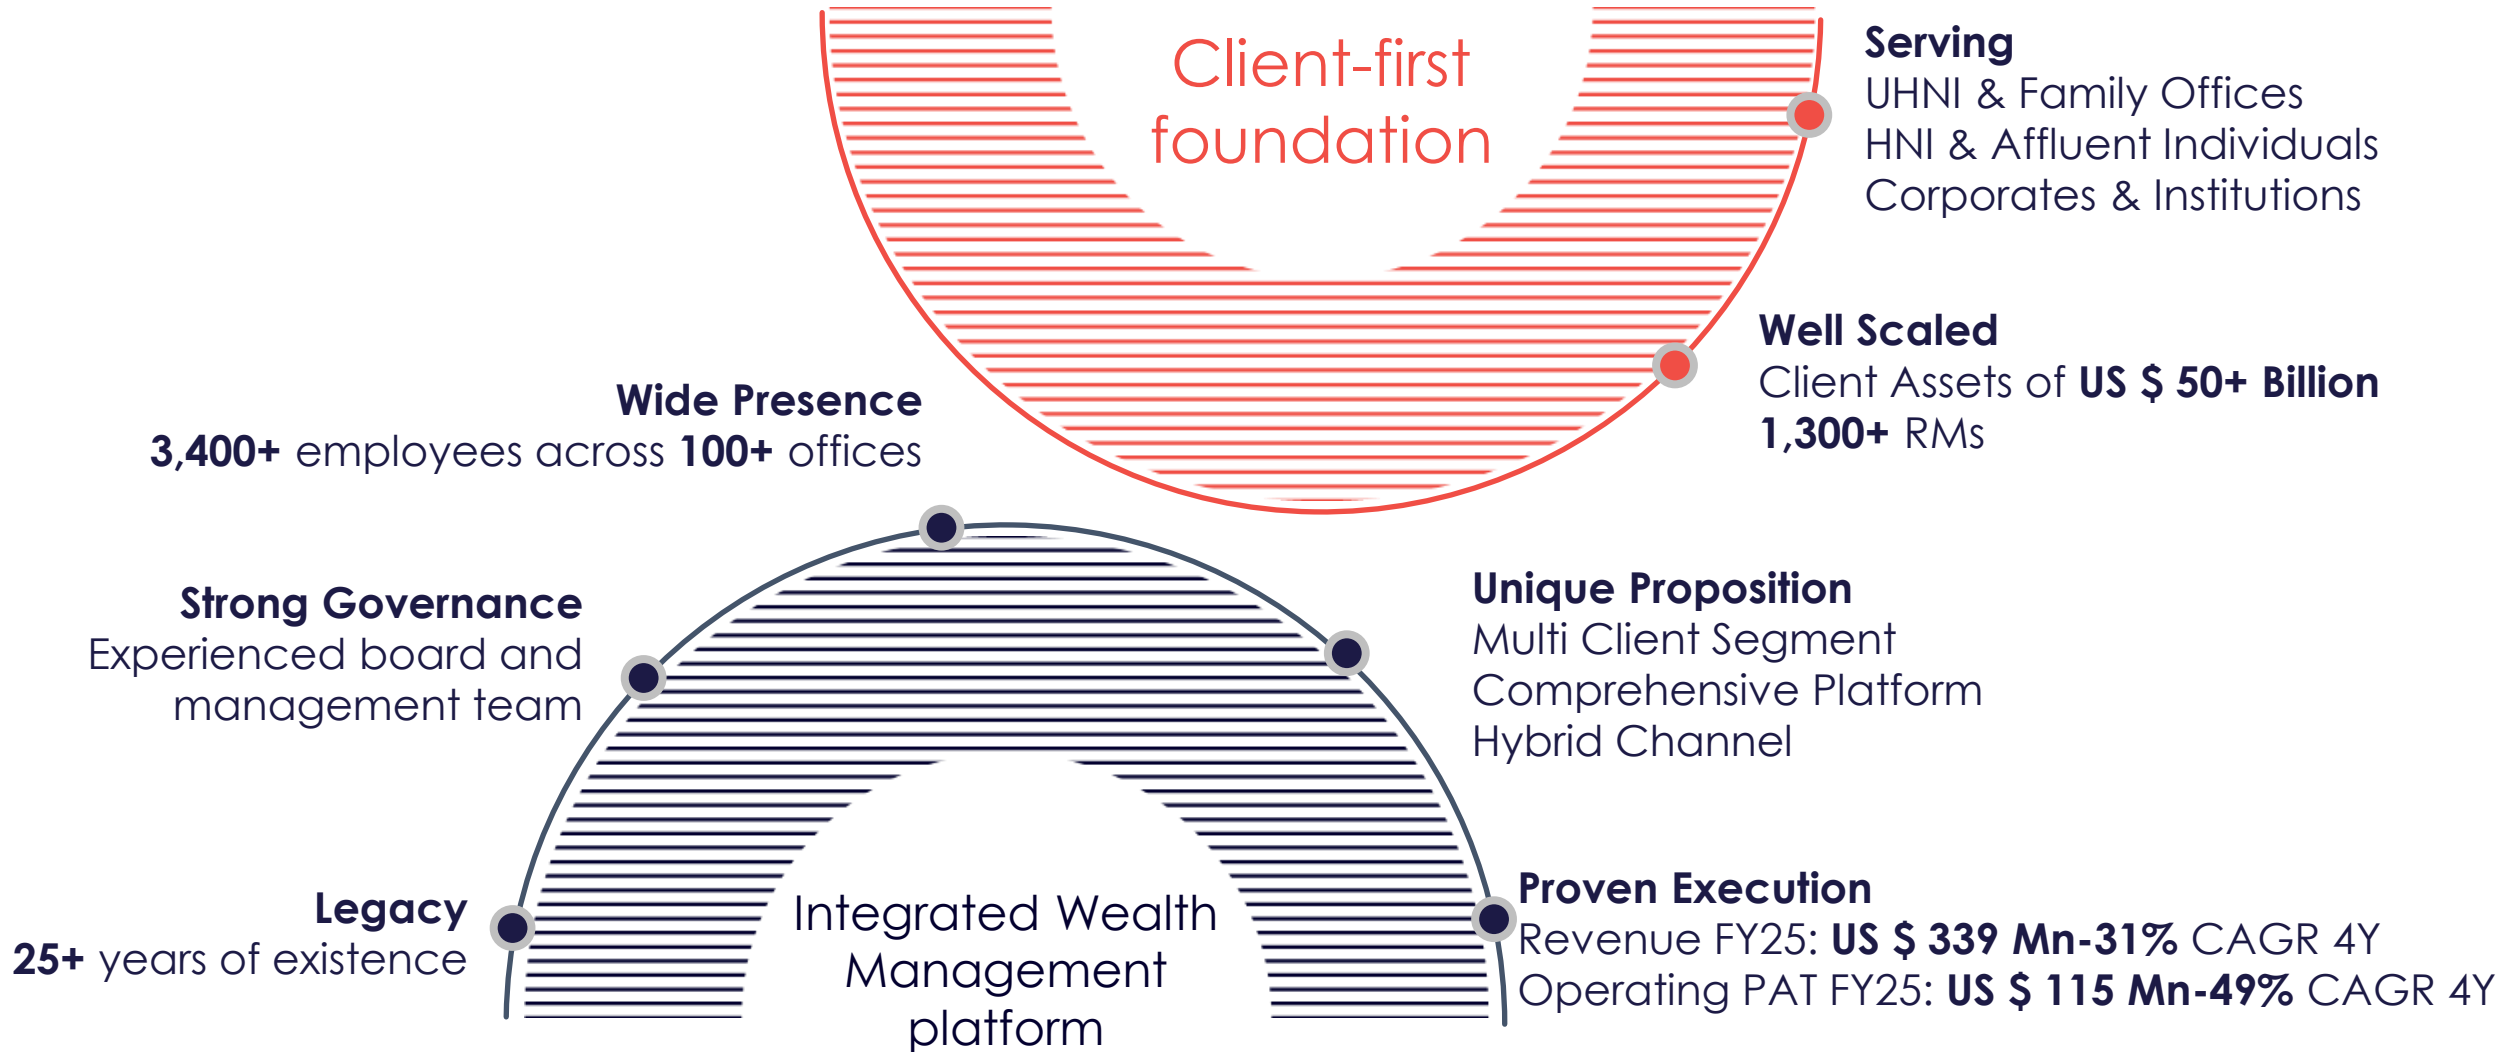 Client-first
foundation
Serving
UHNI & Family Offices
HNI & Affluent Individuals
Corporates & Institutions
Well Scaled
Client Assets of US $ 50+ Billion
1,300+ RMs
Wide Presence
3,400+ employees across 100+ offices
Strong Governance
Experienced board and
management team
Legacy
25+ years of existence
Integrated Wealth
Management
platform
Unique Proposition
Multi Client Segment
Comprehensive Platform
Hybrid Channel
Proven Execution
Revenue FY25: US $ 339 Mn-31% CAGR 4Y
Operating PAT FY25: US $ 115 Mn-49% CAGR 4Y